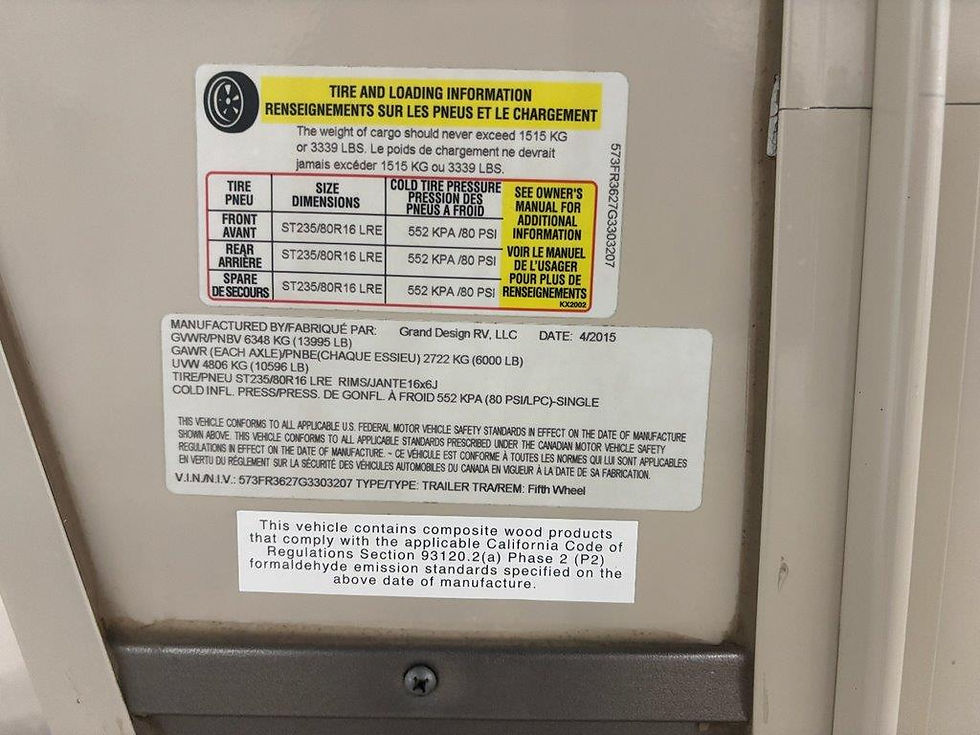 TIRE AND LOADING INFORMATION
RENSEIGNEMENTS SUR LES PNEUS ET LE CHARGEMENT
The weight of cargo should never exceed 1515 KG
or 3339 LBS. Le poids de chargement ne devrait
jamais excéder 1515 KG ou 3339 LBS.
TIRE PNEU
SIZE DIMENSIONS
COLD TIRE PRESSURE PRESSION DES PNEUS A FROID
FRONT AVANT ST235/80R16 LRE 552 KPA /80 PSI
REAR ARRIÈRE ST235/80R16 LRE 552 KPA /80 PSI
SPARE DE SECOURS ST235/80R16 LRE 552 KPA /80 PSI
SEE OWNER'S
MANUAL FOR
ADDITIONAL
INFORMATION
VOIR LE MANUEL
DE L'USAGER
POUR PLUS DE
RENSEIGNEMENTS
KX2002
573FR3627G3303207
MANUFACTURED BY/FABRIQUÉ PAR: Grand Design RV, LLC DATE: 4/2015
GVWR/PNBV 6348 KG (13995 LB)
GAWR (EACH AXLE)/PNBE(CHAQUE ESSIEU) 2722 KG (6000 LB)
UVW 4806 KG (10596 LB)
TIRE/PNEU ST235/80R16 LRE RIMS/JANTE16x6J
COLD INFL. PRESS/PRESS. DE GONFL. À FROID 552 KPA (80 PSI/LPC)-SINGLE
THIS VEHICLE CONFORMS TO ALL APPLICABLE U.S. FEDERAL MOTOR VEHICLE SAFETY STANDARDS IN EFFECT ON THE DATE OF MANUFACTURE
SHOWN ABOVE. THIS VEHICLE CONFORMS TO ALL APPLICABLE STANDARDS PRESCRIBED UNDER THE CANADIAN MOTOR VEHICLE SAFETY
REGULATIONS IN EFFECT ON THE DATE OF MANUFACTURE. ~ CE VÉHICULE EST CONFORME À TOUTES LES NORMES QUI LUI SONT APPLICABLES
EN VERTU DU RÈGLEMENT SUR LA SÉCURITÉ DES VÉHICULES AUTOMOBILES DU CANADA EN VIGUEUR À LA DATE DE SA FABRICATION.
V.I.N./N.I.V.: 573FR3627G3303207 TYPE/TYPE: TRAILER TRA/REM: Fifth Wheel
This vehicle contains composite wood products
that comply with the applicable California Code of
Regulations Section 93120.2(a) Phase 2 (P2)
formaldehyde emission standards specified on the
above date of manufacture.